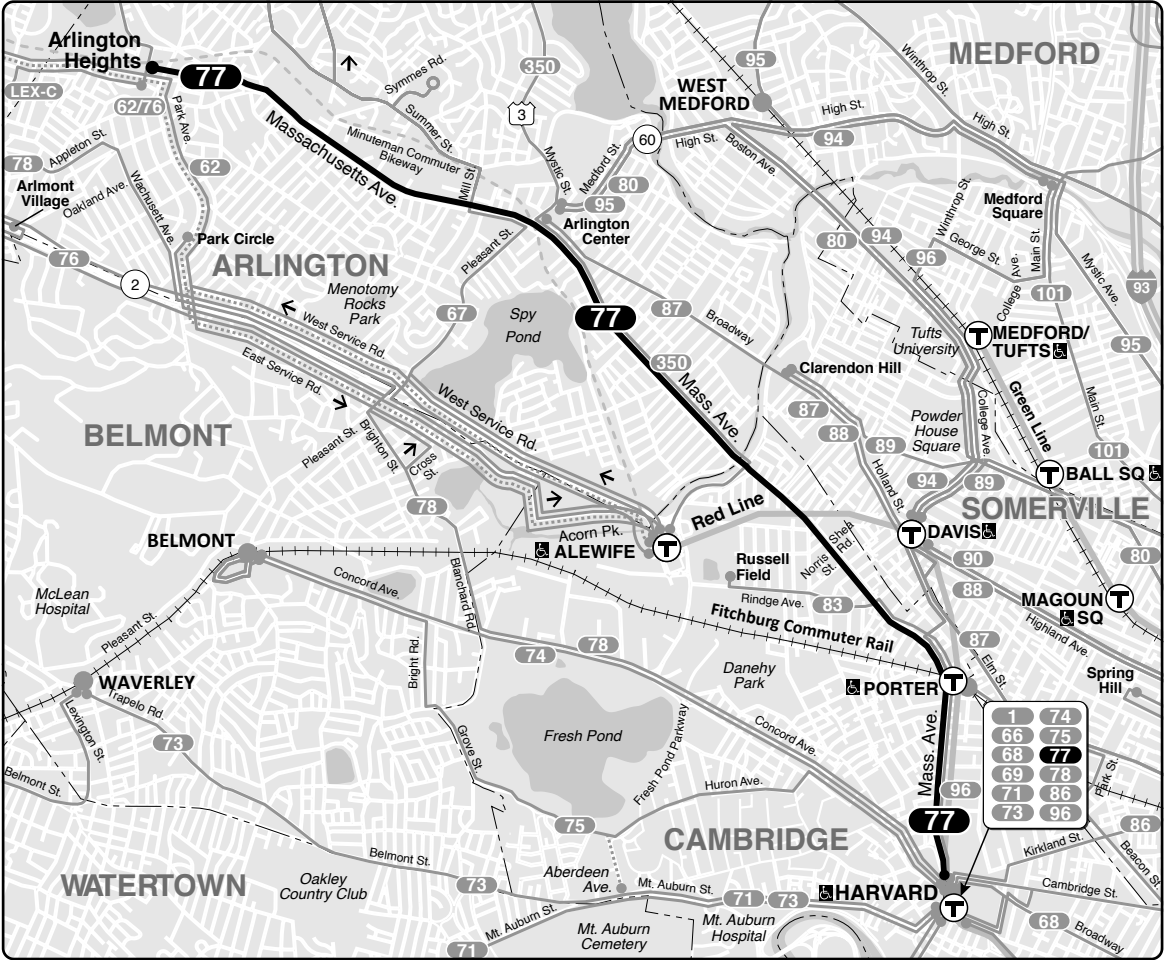 Arlington
Heights
77
LEX-C
62/76
Park Ave.
Symmes Rd.
Summer St.
350
3
95
WEST
MEDFORD
MEDFORD
Winthrop St.
High St.
94
High St.
60
High St.
Boston Ave.
Massachusetts Ave.
Minuteman Commuter
Bikeway
Mill St.
Mystic St.
Medford St.
80
95
Arlington
Center
78
Appleton St.
Arlmont
Village
Oakland Ave.
Wachusett Ave.
62
Park Circle
76
2
ARLINGTON
Menotomy
Rocks
Park
Pleasant St.
67
Spy
Pond
77
87
Broadway
350
Mass. Ave.
Medford
Square
Winthrop St.
George St.
Main St.
College Ave.
Mystic Ave.
80
94
96
101
93
95
Tufts
University
T
MEDFORD/
TUFTS
Green Line
Main St.
101
West Service Rd.
East Service Rd.
West Service Rd.
Clarendon Hill
87
88
89
Holland St.
Powder
House
Square
College Ave.
94
89
T
BALL SQ
SOMERVILLE
BELMONT
Pleasant St.
Brighton St.
Cross
St.
78
Acorn Pk.
ALEWIFE
T
Red Line
T
DAVIS
90
88
80
MAGOUN
SQ
T
Highland Ave.
BELMONT
McLean
Hospital
Pleasant St.
Concord Ave.
Blanchard Rd.
Russell
Field
Rindge Ave.
83
Norris
St.
Shea
Rd.
Fitchburg Commuter Rail
87
Elm St.
Spring
Hill
WAVERLEY
Trapelo Rd.
Lexington St.
73
Belmont St.
Bright Rd.
74
78
Grove St.
Fresh Pond
Danehy
Park
PORTER
T
Concord Ave.
Fresh Pond Parkway
Huron Ave.
75
Mass. Ave.
96
77
1 74
66 75
68 77
69 78
71 86
73 96
Park St.
86
Kirkland St.
Beacon St.
Cambridge St.
CAMBRIDGE
WATERTOWN
Oakley
Country Club
Belmont St.
73
Aberdeen
Ave.
Mt. Auburn St.
71
73
HARVARD
T
68
Broadway
71
Mt. Auburn St.
Mt. Auburn
Cemetery
Mt. Auburn
Hospital